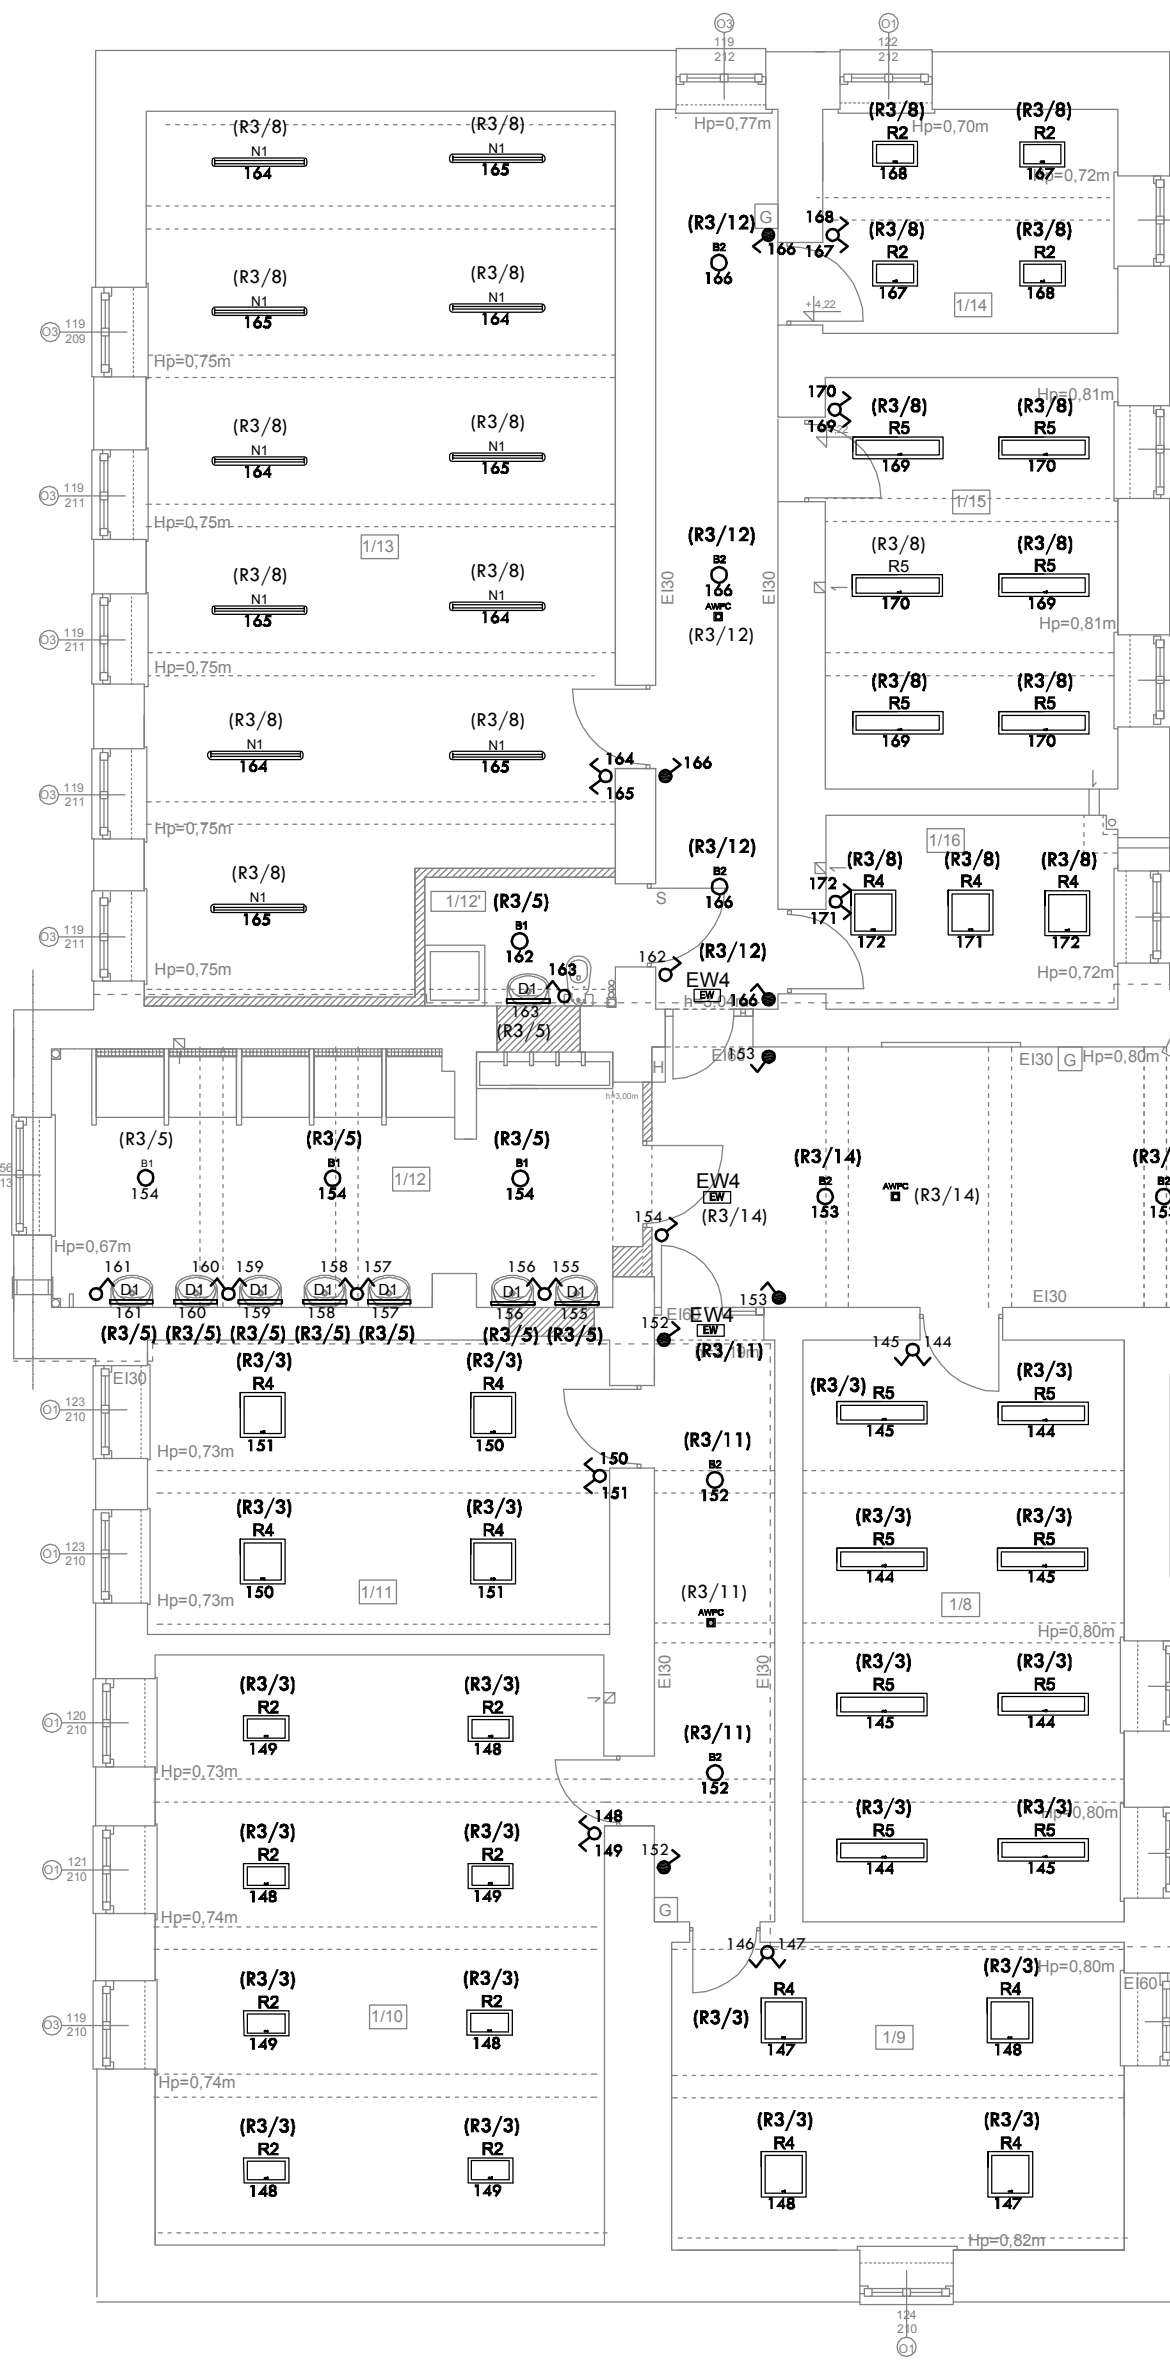 O3
119
212
O1
122
212
Hp=0,77m
(R3/8)
R2
168
Hp=0,70m
(R3/8)
R2
167
Hp=0,72m
(R3/8)
N1
164
(R3/8)
N1
165
G
(R3/12)
B2
166
166
168
167
(R3/8)
R2
167
(R3/8)
R2
168
1/14
+4,22
(R3/8)
N1
165
(R3/8)
N1
164
O3
119
209
Hp=0,75m
170
169
Hp=0,81m
(R3/8)
R5
169
(R3/8)
R5
170
(R3/8)
N1
164
(R3/8)
N1
165
O3
119
211
Hp=0,75m
1/15
1/13
(R3/12)
B2
166
AWPC
(R3/12)
EI30
EI30
(R3/8)
R5
170
(R3/8)
R5
169
Hp=0,81m
(R3/8)
N1
165
(R3/8)
N1
164
O3
119
211
Hp=0,75m
(R3/8)
R5
169
(R3/8)
R5
170
(R3/8)
N1
164
(R3/8)
N1
165
164
165
166
O3
119
211
Hp=0,75m
1/16
(R3/12)
B2
166
S
(R3/8)
R4
172
(R3/8)
R4
171
(R3/8)
R4
172
172
171
Hp=0,72m
(R3/8)
N1
165
1/12'
(R3/5)
B1
162
O3
119
211
Hp=0,75m
163
D1
163
(R3/5)
162
(R3/12)
EW4
EW
166
H
153
EI30
G
Hp=0,80m
h=3,00m
(R3/5)
B1
154
(R3/5)
B1
154
(R3/5)
B1
154
1/12
EW4
EW
(R3/14)
154
(R3/14)
B2
153
AWPC
(R3/14)
B2
Hp=0,67m
161
160
159
158
157
156
155
D1
D1
D1
D1
D1
D1
D1
161
160
159
158
157
156
155
(R3/5)
(R3/5)
(R3/5)
(R3/5)
(R3/5)
(R3/5)
(R3/5)
153
EI30
152
EW4
EW
(R3/11)
145
144
EI30
(R3/3)
R4
151
(R3/3)
R4
150
O1
123
210
Hp=0,73m
(R3/3)
R5
145
(R3/3)
R5
144
150
151
(R3/11)
B2
152
(R3/3)
R4
150
(R3/3)
R4
151
O1
123
210
Hp=0,73m
1/11
(R3/3)
R5
144
(R3/3)
R5
145
(R3/11)
AWPC
1/8
Hp=0,80m
EI30
EI30
(R3/3)
R2
149
(R3/3)
R2
148
O1
120
210
Hp=0,73m
(R3/3)
R5
145
(R3/3)
R5
144
(R3/11)
B2
152
148
149
152
(R3/3)
R2
148
(R3/3)
R2
149
O1
121
210
Hp=0,74m
(R3/3)
R5
144
(R3/3)
R5
145
Hp=0,80m
G
146
147
(R3/3)
R2
149
(R3/3)
R2
148
O3
119
210
Hp=0,74m
1/10
(R3/3)
R4
147
(R3/3)
R4
148
Hp=0,80m
EI60
1/9
(R3/3)
R2
148
(R3/3)
R2
149
(R3/3)
R4
148
(R3/3)
R4
147
Hp=0,82m
124
210
O1